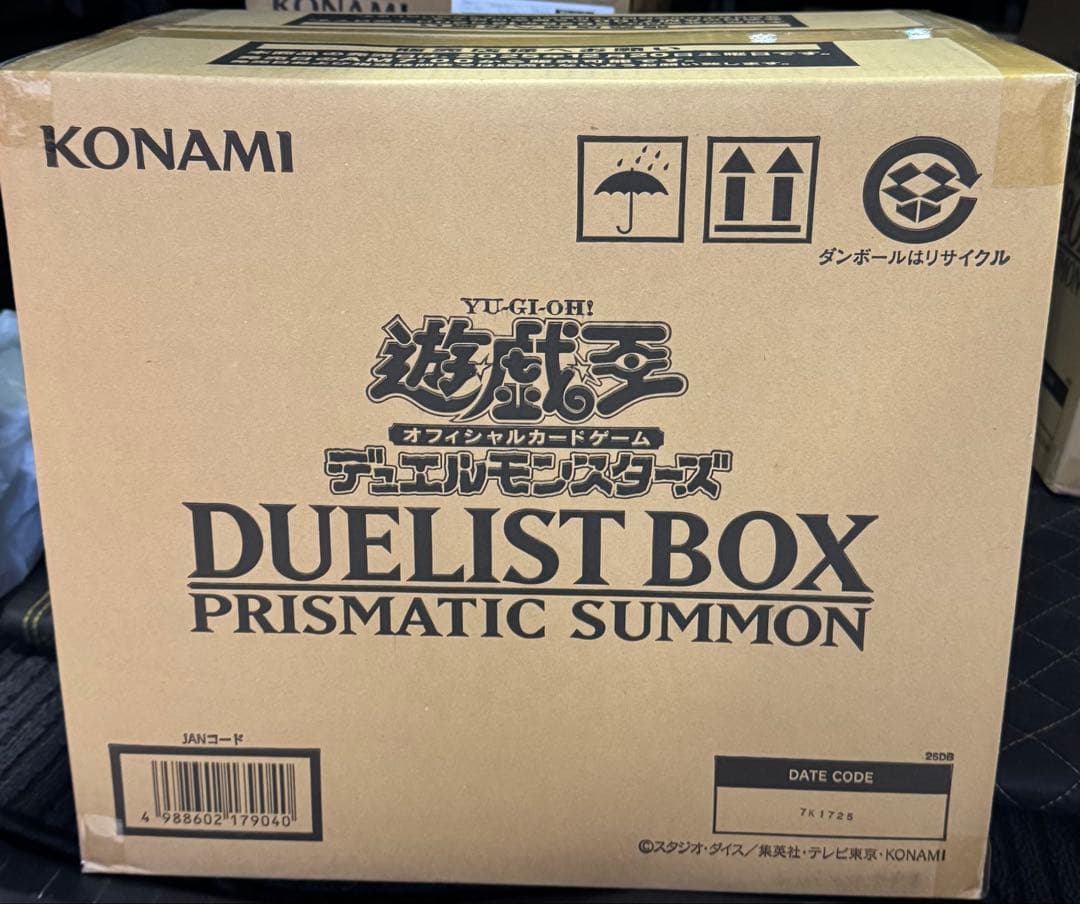 KONAMI
KONAMI
ダンボールはリサイクル
YU-GI-OH!
遊戯王
オフィシャルカードゲーム
デュエルモンスターズ
DUELIST BOX
PRISMATIC SUMMON
JANコード
4 988602 179040
25DB
DATE CODE
7K1725
©スタジオ・ダイス／集英社・テレビ東京・KONAMI